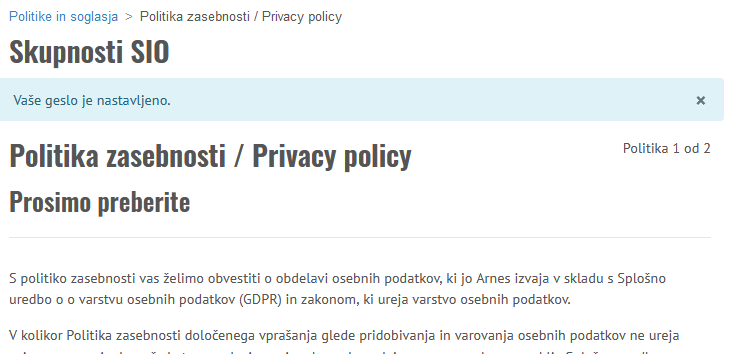 Politike in soglasja > Politika zasebnosti / Privacy policy
Skupnosti SIO
Vaše geslo je nastavljeno. ×
Politika zasebnosti / Privacy policy
Politika 1 od 2
Prosimo preberite
S politiko zasebnosti vas želimo obvestiti o obdelavi osebnih podatkov, ki jo Arnes izvaja v skladu s Splošno
uredbo o o varstvu osebnih podatkov (GDPR) in zakonom, ki ureja varstvo osebnih podatkov.
V kolikor Politika zasebnosti določenega vprašanja glede pridobivanja in varovanja osebnih podatkov ne ureja